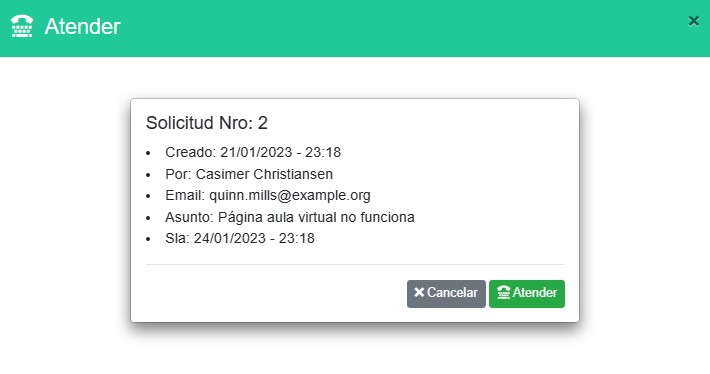 Atender
×
Solicitud Nro: 2
• Creado: 21/01/2023 - 23:18
• Por: Casimer Christiansen
• Email: quinn.mills@example.org
• Asunto: Página aula virtual no funciona
• Sla: 24/01/2023 - 23:18
Cancelar Atender